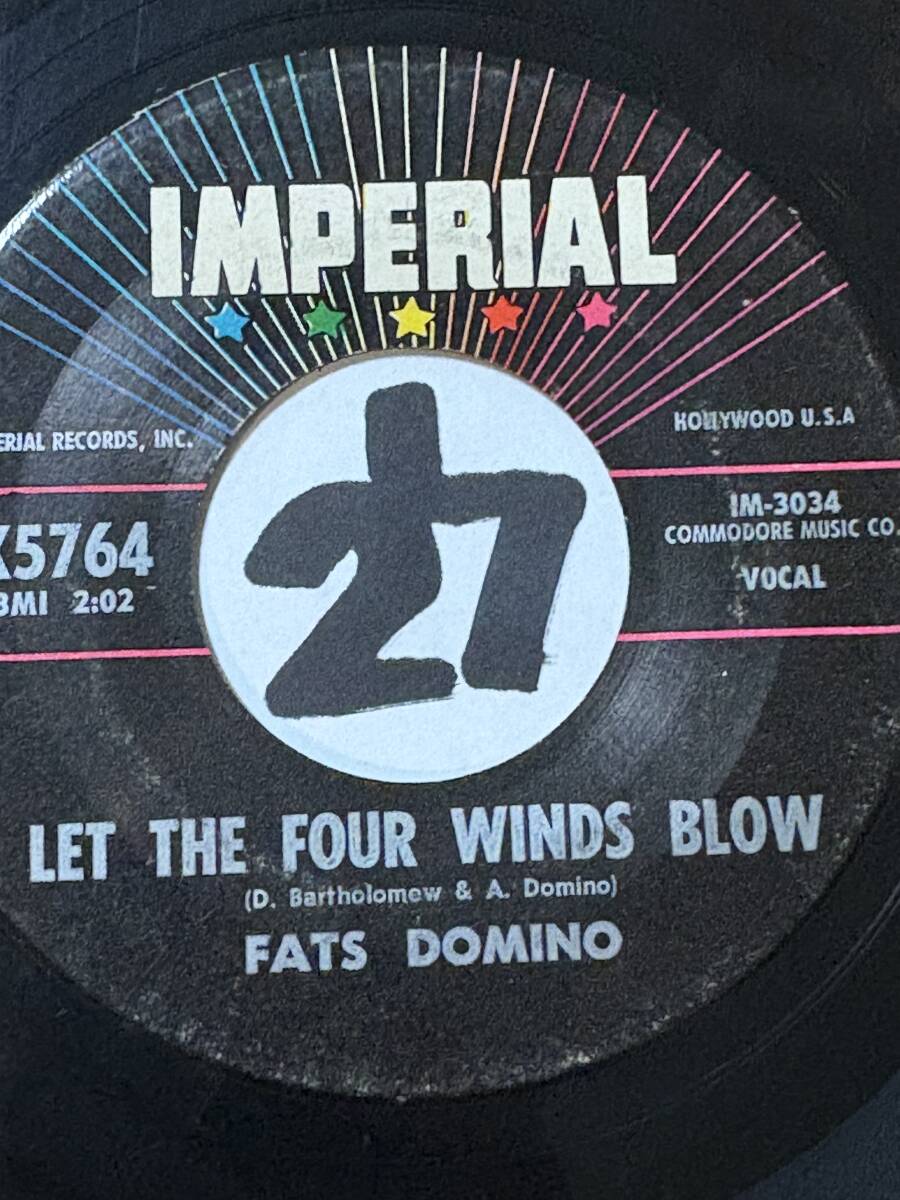 IMPERIAL
ERIAL RECORDS, INC.
HOLLYWOOD U.S.A
X5764
BMI 2:02
IM-3034
COMMODORE MUSIC CO.
VOCAL
27
LET THE FOUR WINDS BLOW
(D. Bartholomew & A. Domino)
FATS DOMINO